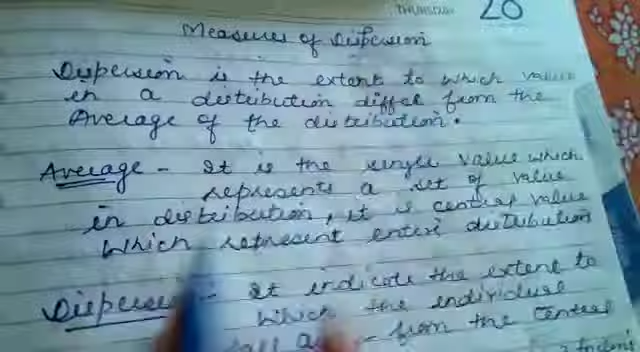 THURSDAY 20
Measures of Dispersion
Dispersion is the extent to which value
in a distribution differ from the
Average of the distribution.
Average - It is the single value which
represents a set of value
in distribution, it is central value
which represent entire distribution
Dispersion - It indicate the extent to
which the individual
fall away from the central